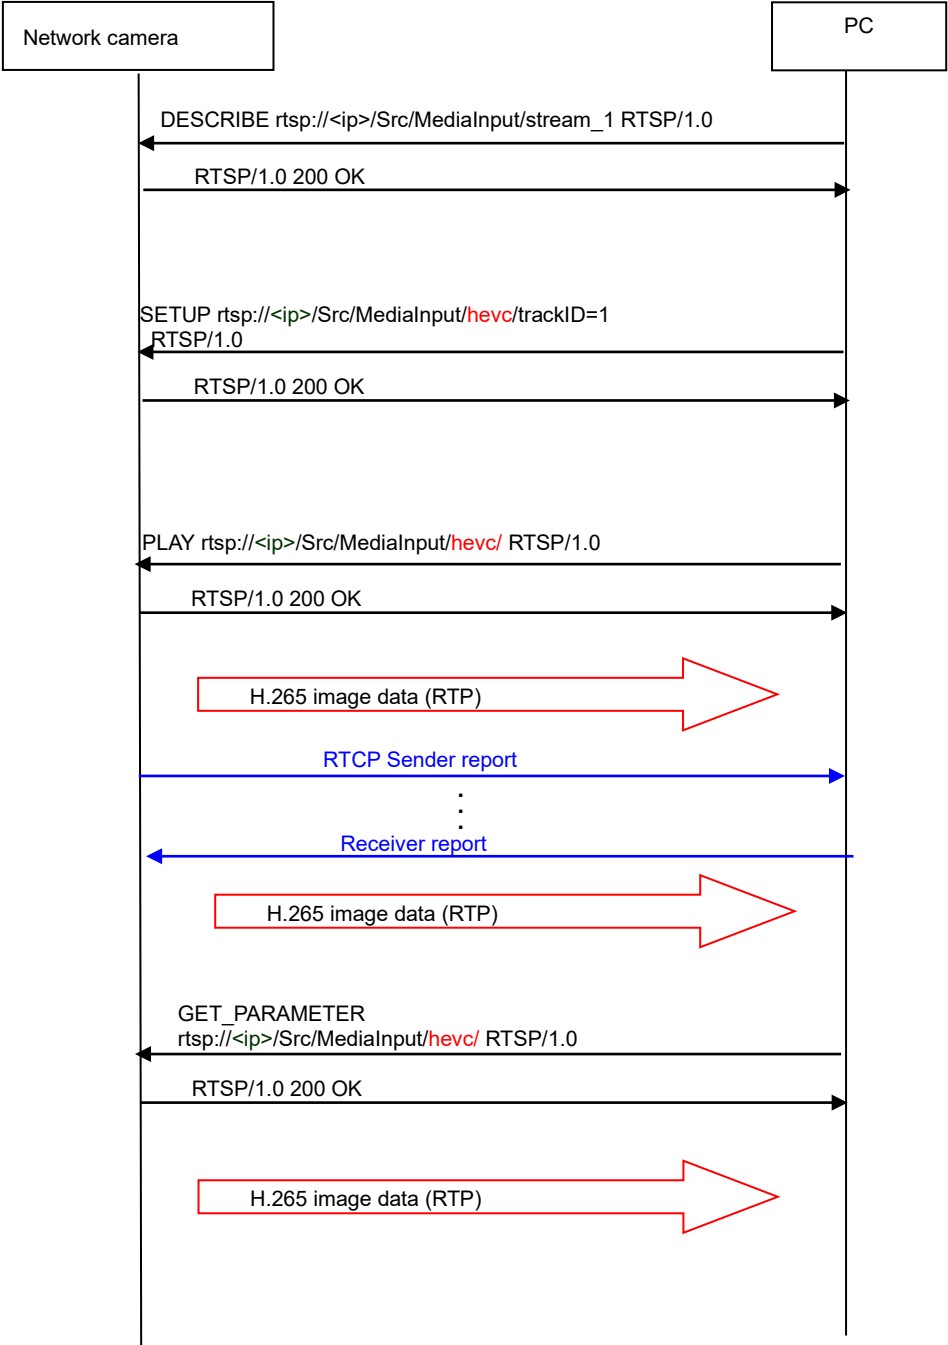 Network camera
PC
DESCRIBE rtsp://<ip>/Src/MediaInput/stream_1 RTSP/1.0
RTSP/1.0 200 OK
SETUP rtsp://<ip>/Src/MediaInput/hevc/trackID=1
RTSP/1.0
RTSP/1.0 200 OK
PLAY rtsp://<ip>/Src/MediaInput/hevc/ RTSP/1.0
RTSP/1.0 200 OK
H.265 image data (RTP)
RTCP Sender report
.
.
.
Receiver report
H.265 image data (RTP)
GET_PARAMETER
rtsp://<ip>/Src/MediaInput/hevc/ RTSP/1.0
RTSP/1.0 200 OK
H.265 image data (RTP)